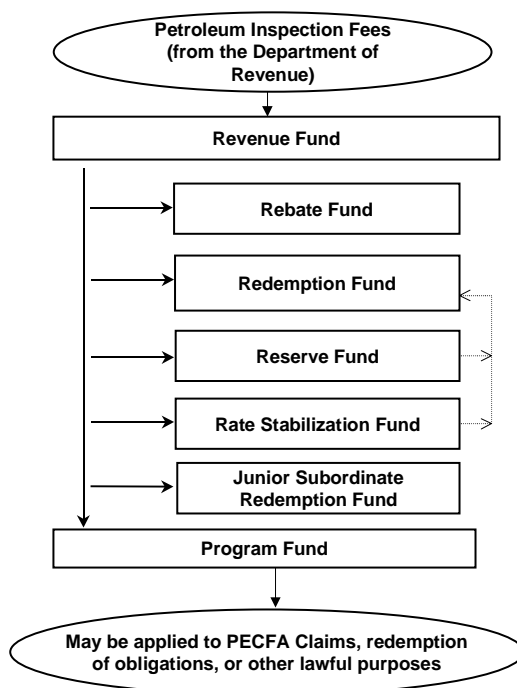 Petroleum Inspection Fees
(from the Department of
Revenue)
Revenue Fund
Rebate Fund
Redemption Fund
Reserve Fund
Rate Stabilization Fund
Junior Subordinate
Redemption Fund
Program Fund
May be applied to PECFA Claims, redemption
of obligations, or other lawful purposes